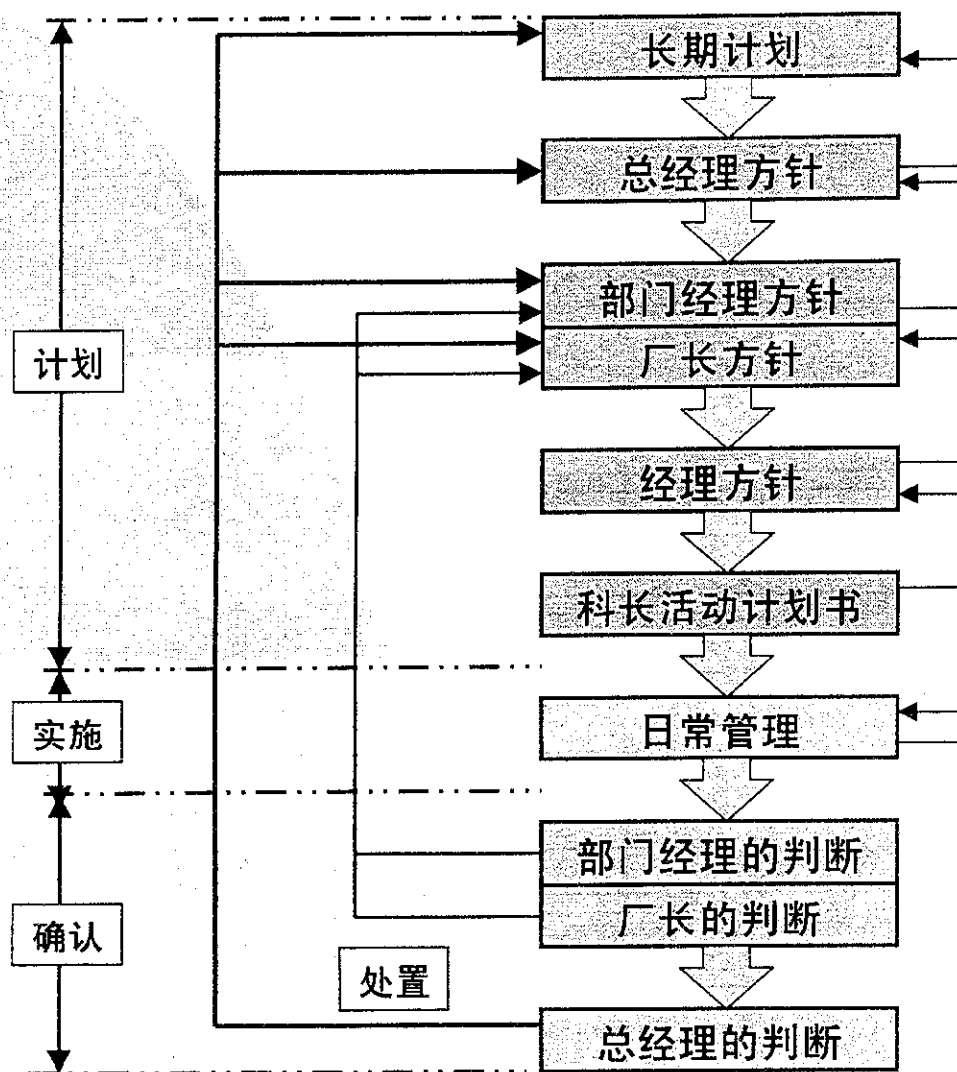 长期计划
总经理方针
部门经理方针
厂长方针
计划
经理方针
科长活动计划书
实施
日常管理
部门经理的判断
厂长的判断
确认
处置
总经理的判断